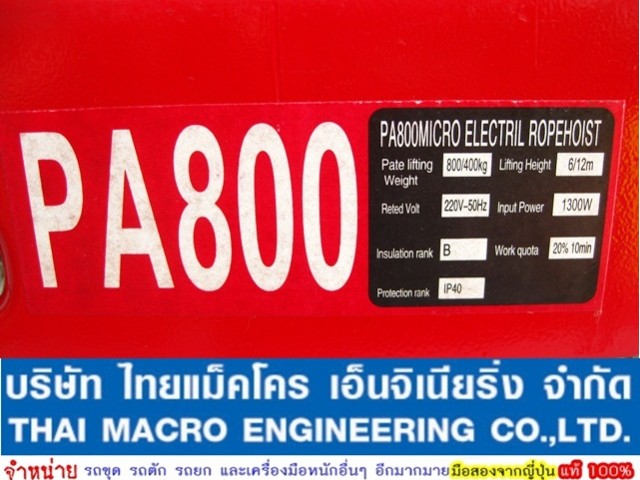 PA800
PA800MICRO ELECTRIL ROPEHOIST
Pate lifting Weight 800/400kg Lifting Height 6/12m
Reted Volt 220V-50Hz Input Power 1300W
Insulation rank B Work quota 20% 10min
Protection rank IP40
บริษัท ไทยแม็คโคร เอ็นจิเนียริ่ง จำกัด
THAI MACRO ENGINEERING CO.,LTD.
จำหน่าย รถขุด รถตัก รถยก และเครื่องมือหนักอื่นๆ อีกมากมาย มือสองจากญี่ปุ่น แท้ 100%